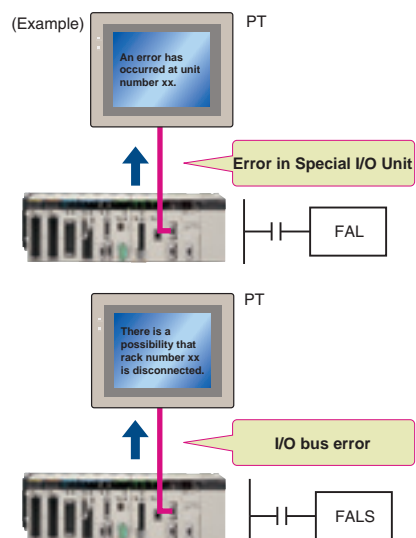 (Example)
PT
An error has
occurred at unit
number xx.
Error in Special I/O Unit
FAL
PT
There is a
possibility that
rack number xx
is disconnected.
I/O bus error
FALS